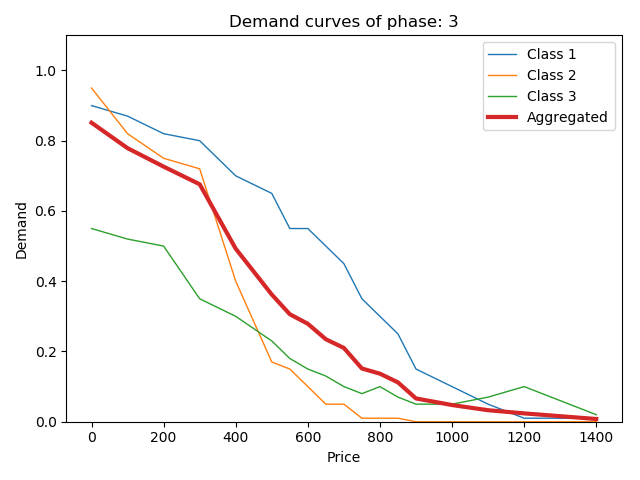 Demand curves of phase: 3
Class 1
Class 2
Class 3
Aggregated
Demand
1.0
0.8
0.6
0.4
0.2
0.0
0 200 400 600 800 1000 1200 1400
Price